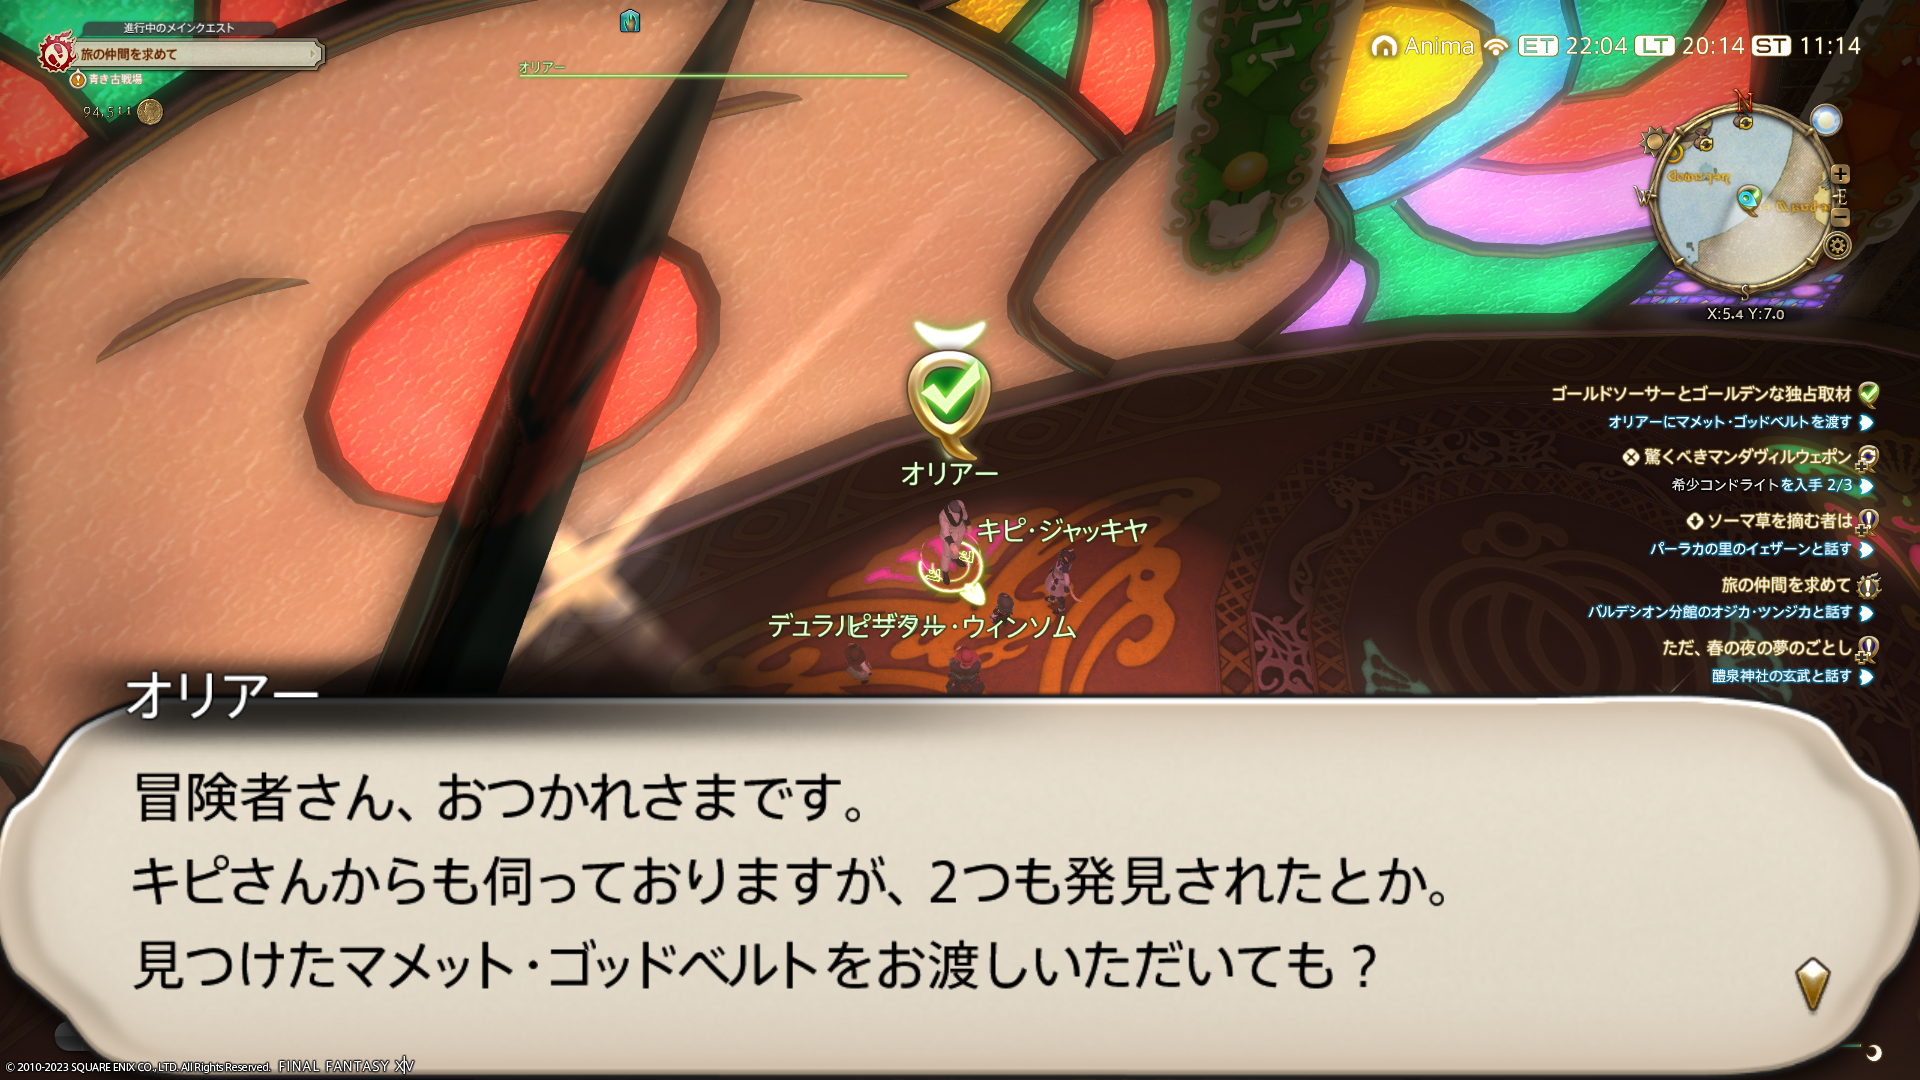 進行中のメインクエスト
旅の仲間を求めて
青き古戦場
94,511
オリアー
Anima ET 22:04 LT 20:14 ST 11:14
N
W
E
S
X:5.4 Y:7.0
ゴールドソーサーとゴールデンな独占取材
オリアーにマメット・ゴッドベルトを渡す
驚くべきマンダヴィルウェポン
希少コンドライトを入手 2/3
ソーマ草を摘む者は
パーラカの里のイェザーンと話す
旅の仲間を求めて
バルデシオン分館のオジカ・ツンジカと話す
ただ、春の夜の夢のごとし
醴泉神社の玄武と話す
オリアー
キピ・ジャッキヤ
オリアー
冒険者さん、おつかれさまです。
キピさんからも伺っておりますが、2つも発見されたとか。
見つけたマメット・ゴッドベルトをお渡しいただいても？
© 2010-2023 SQUARE ENIX CO., LTD. All Rights Reserved. FINAL FANTASY XIV